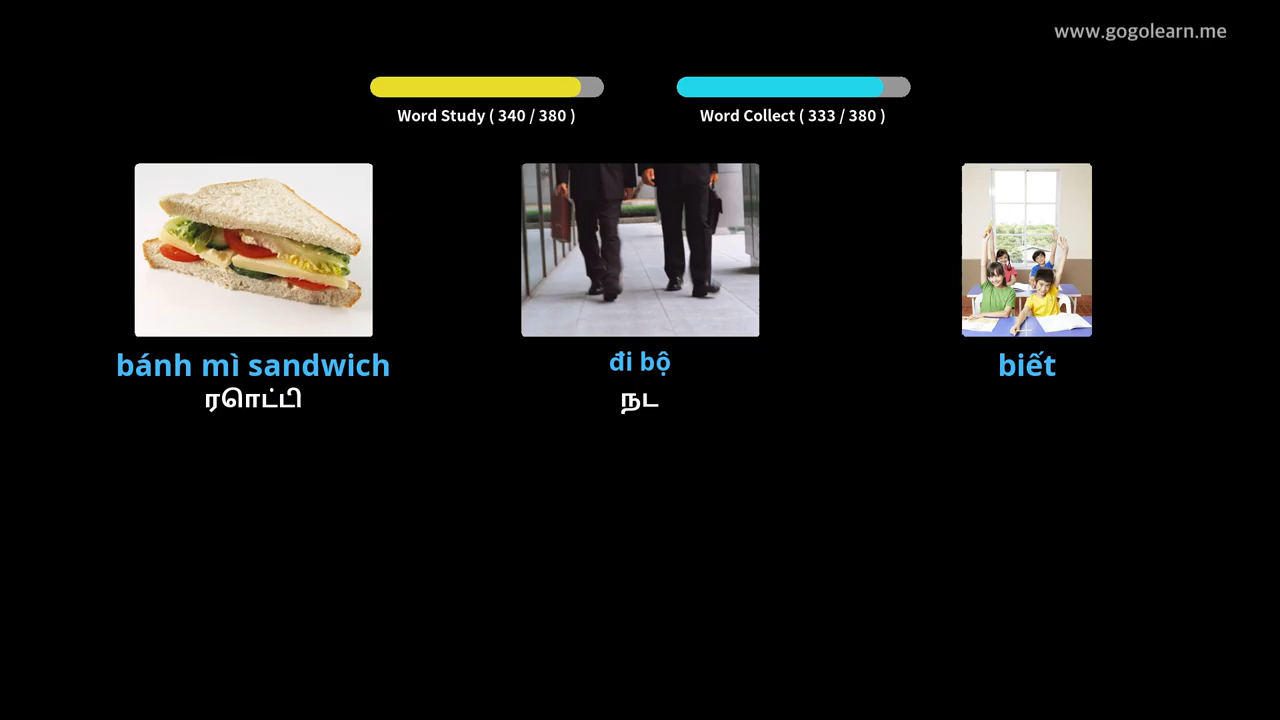 www.gogolearn.me
Word Study ( 340 / 380 )
Word Collect ( 333 / 380 )
bánh mì sandwich
ரொட்டி
đi bộ
நட
biết